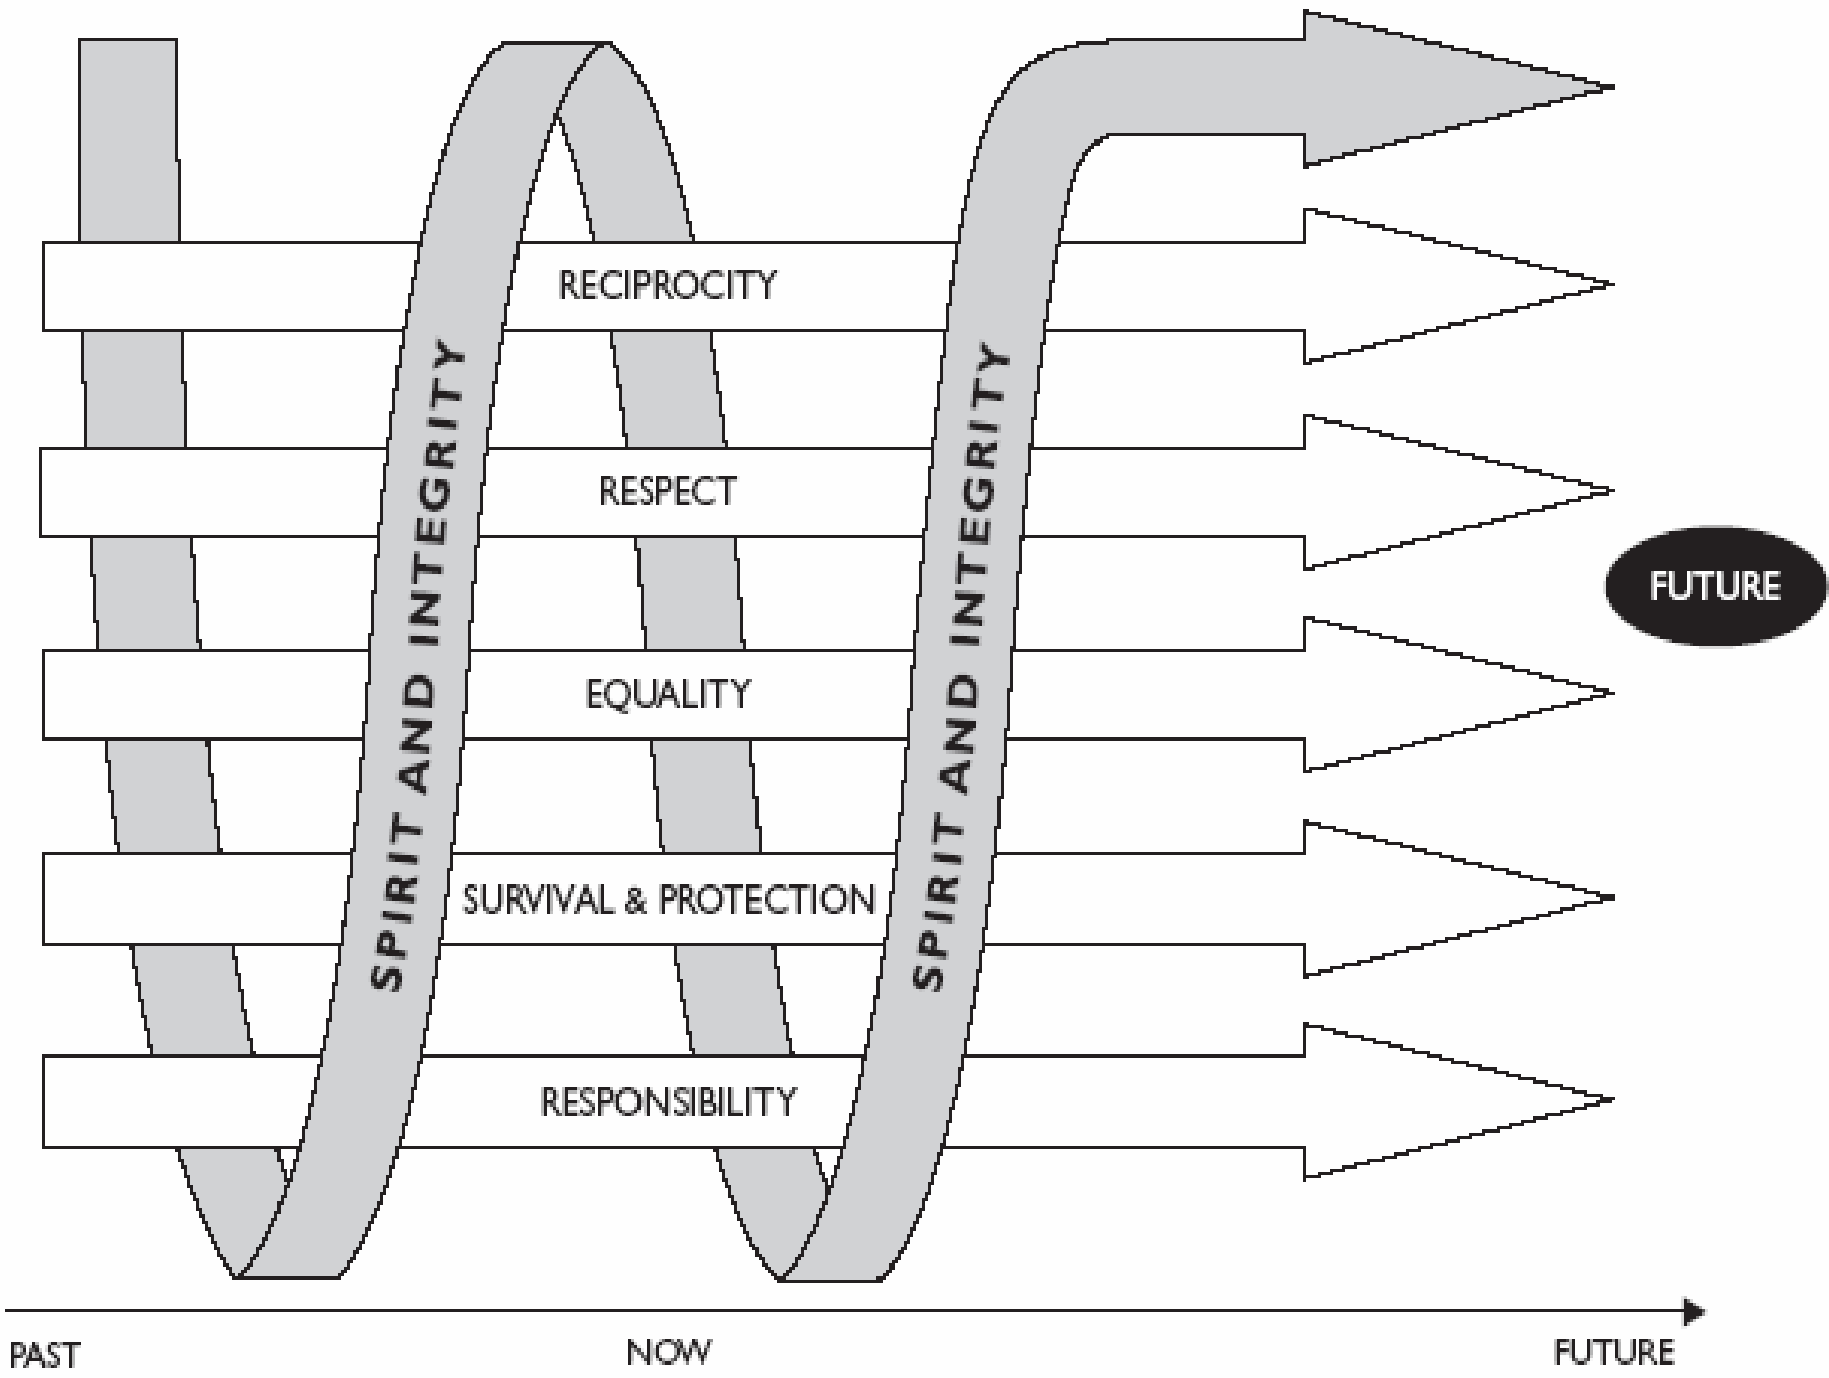 RECIPROCITY
RESPECT
EQUALITY
SURVIVAL & PROTECTION
RESPONSIBILITY
SPIRIT AND INTEGRITY
SPIRIT AND INTEGRITY
FUTURE
PAST
NOW
FUTURE